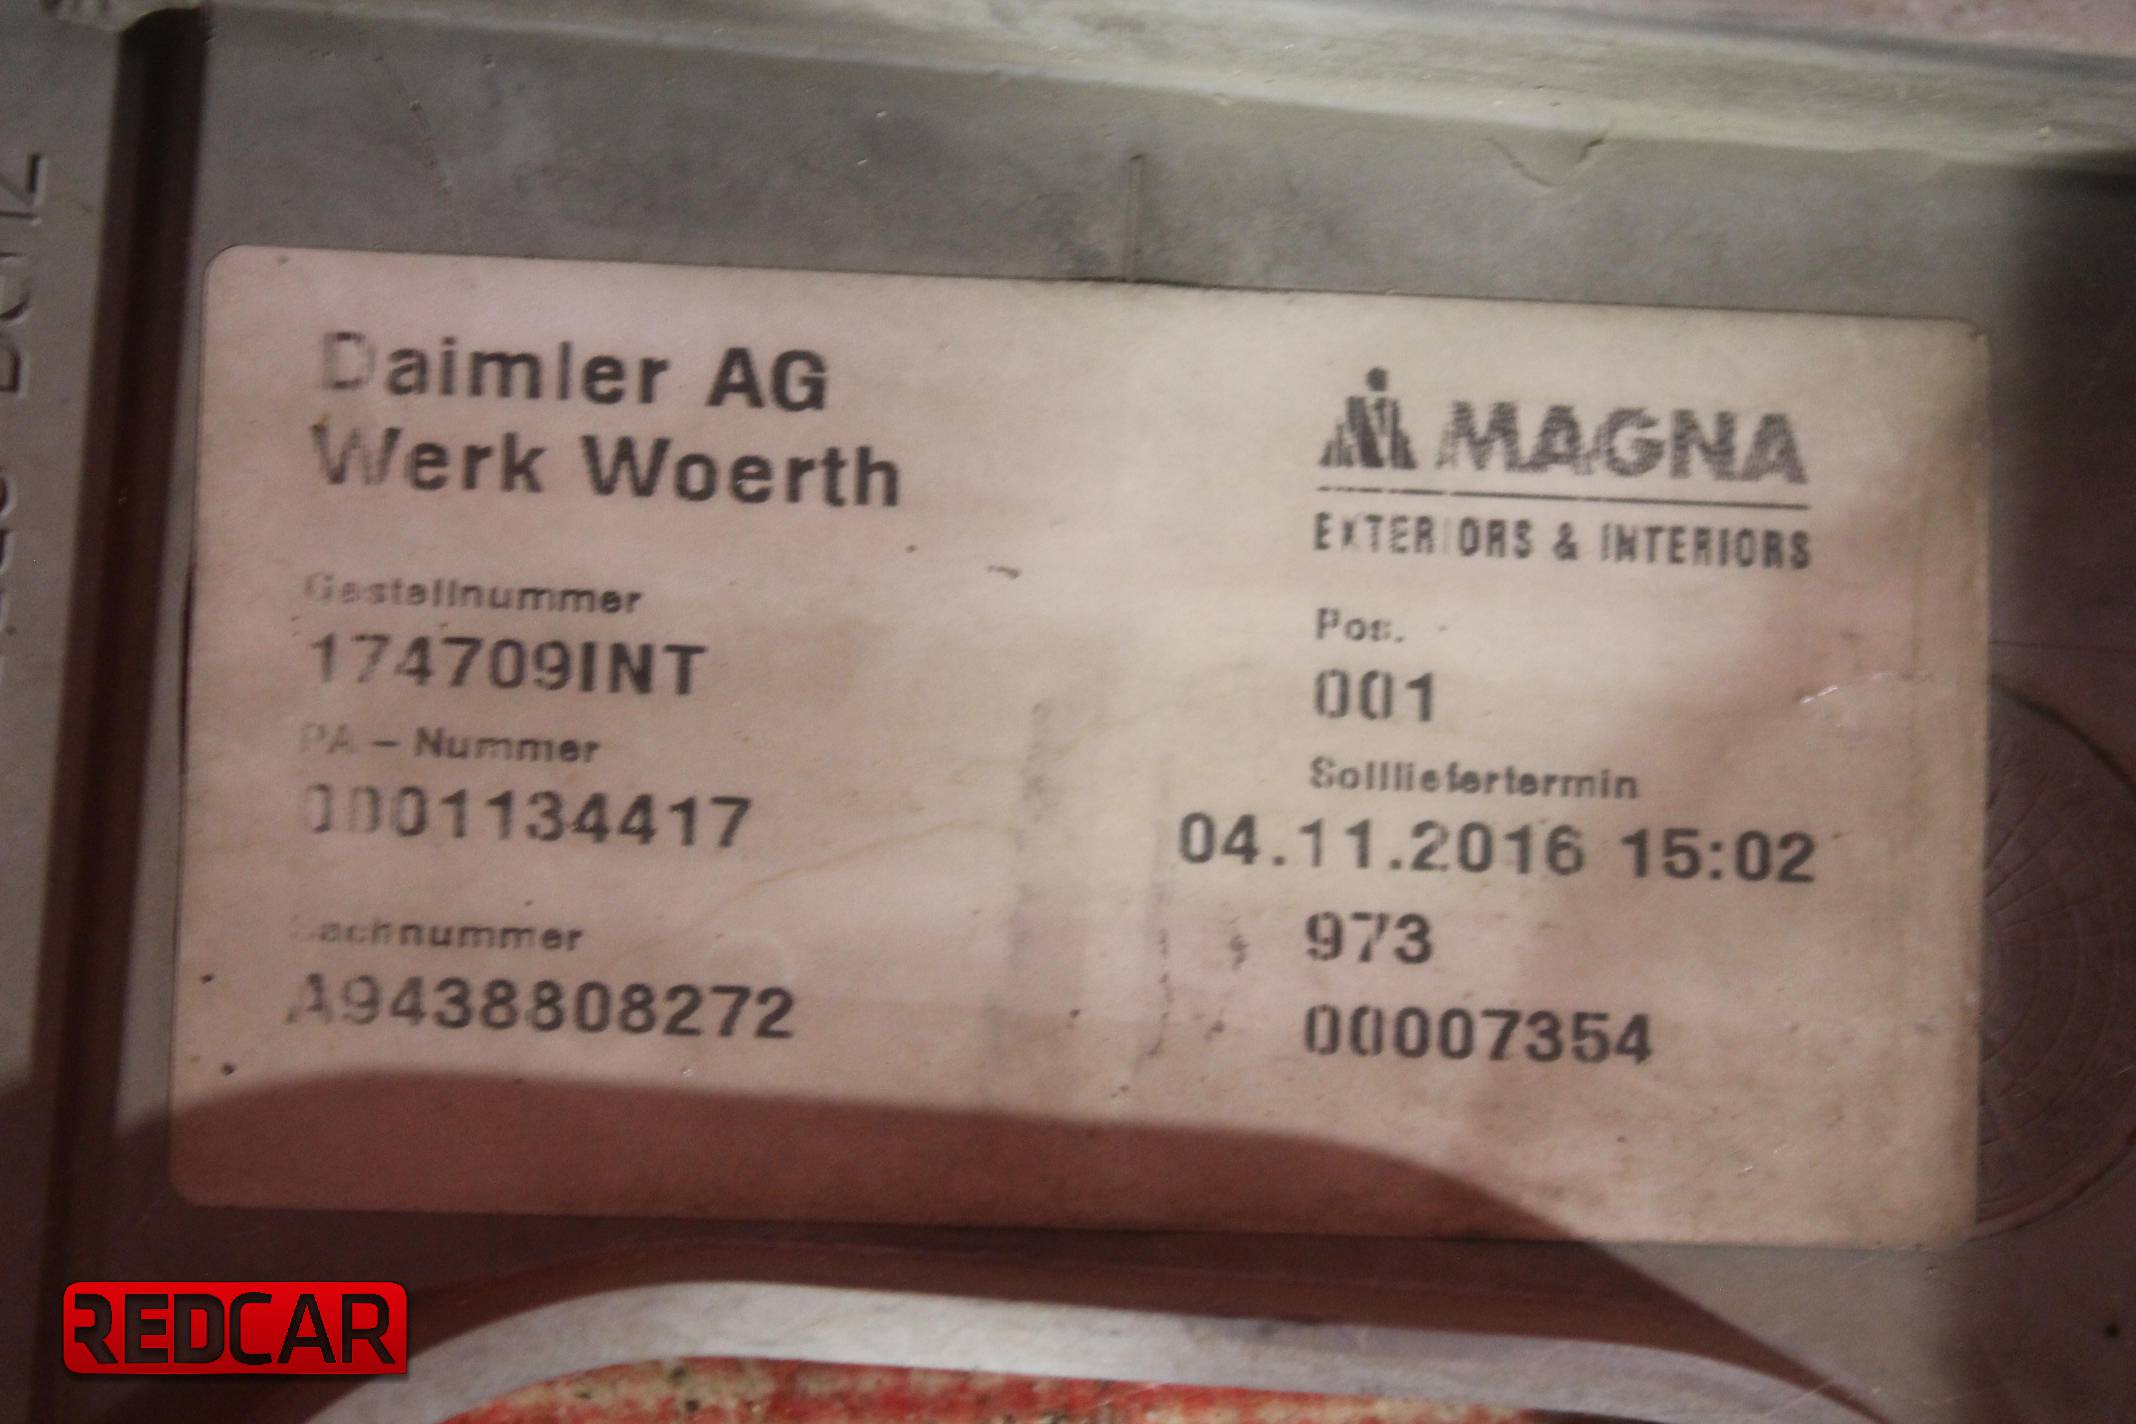 Daimler AG
Werk Woerth
MAGNA
EXTERIORS & INTERIORS
Gestellnummer
174709INT
Pos.
001
PA - Nummer
0001134417
Sollliefertermin
04.11.2016 15:02
973
Sachnummer
A9438808272
00007354
REDCAR